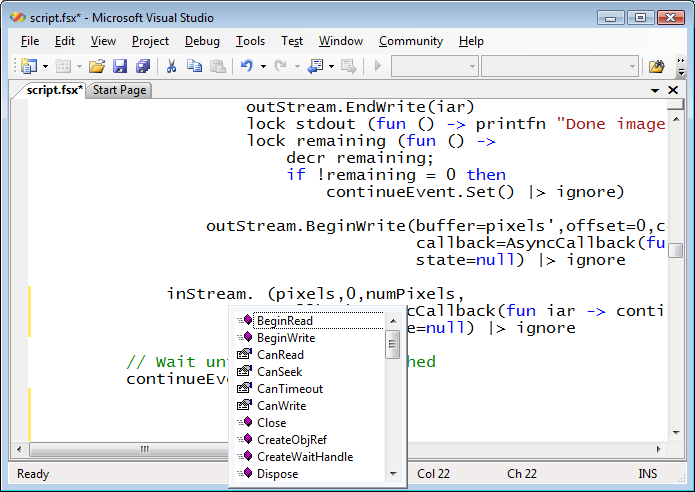 script.fsx* - Microsoft Visual Studio
File Edit View Project Debug Tools Test Window Community Help
script.fsx* Start Page
outStream.EndWrite(iar)
lock stdout (fun () -> printfn "Done image
lock remaining (fun () ->
decr remaining;
if !remaining = 0 then
continueEvent.Set() |> ignore)
outStream.BeginWrite(buffer=pixels',offset=0,co
callback=AsyncCallback(fu
state=null) |> ignore
inStream. (pixels,0,numPixels,
Callback(fun iar -> conti
e=null) |> ignore
// Wait un hed
continueEv
BeginRead
BeginWrite
CanRead
CanSeek
CanTimeout
CanWrite
Close
CreateObjRef
CreateWaitHandle
Dispose
Ready Col 22 Ch 22 INS